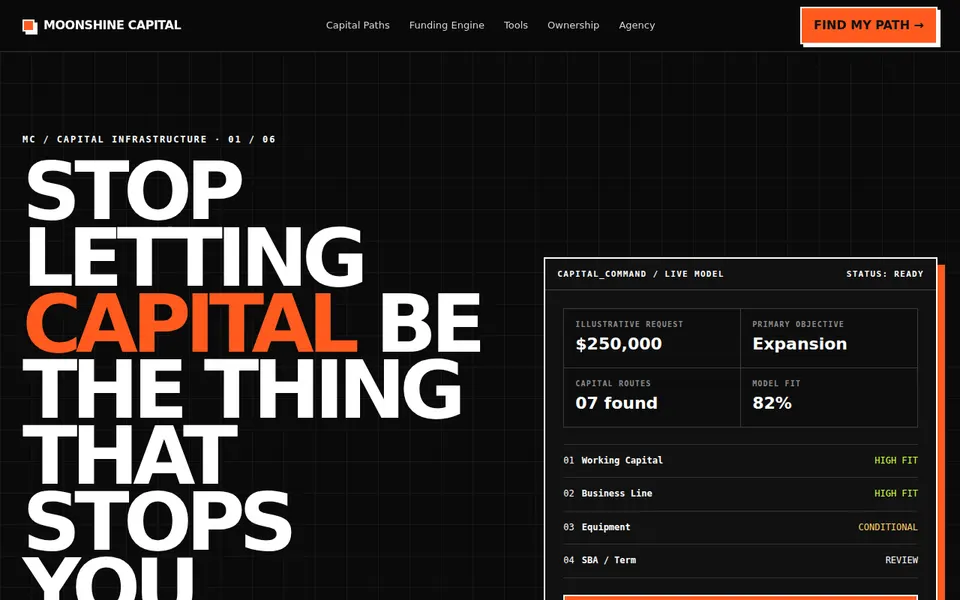 MOONSHINE CAPITAL
Capital Paths
Funding Engine
Tools
Ownership
Agency
FIND MY PATH →
MC / CAPITAL INFRASTRUCTURE · 01 / 06
STOP
LETTING
CAPITAL BE
THE THING
THAT
STOPS
YOU
CAPITAL_COMMAND / LIVE MODEL
STATUS: READY
ILLUSTRATIVE REQUEST
$250,000
PRIMARY OBJECTIVE
Expansion
CAPITAL ROUTES
07 found
MODEL FIT
82%
01 Working Capital HIGH FIT
02 Business Line HIGH FIT
03 Equipment CONDITIONAL
04 SBA / Term REVIEW